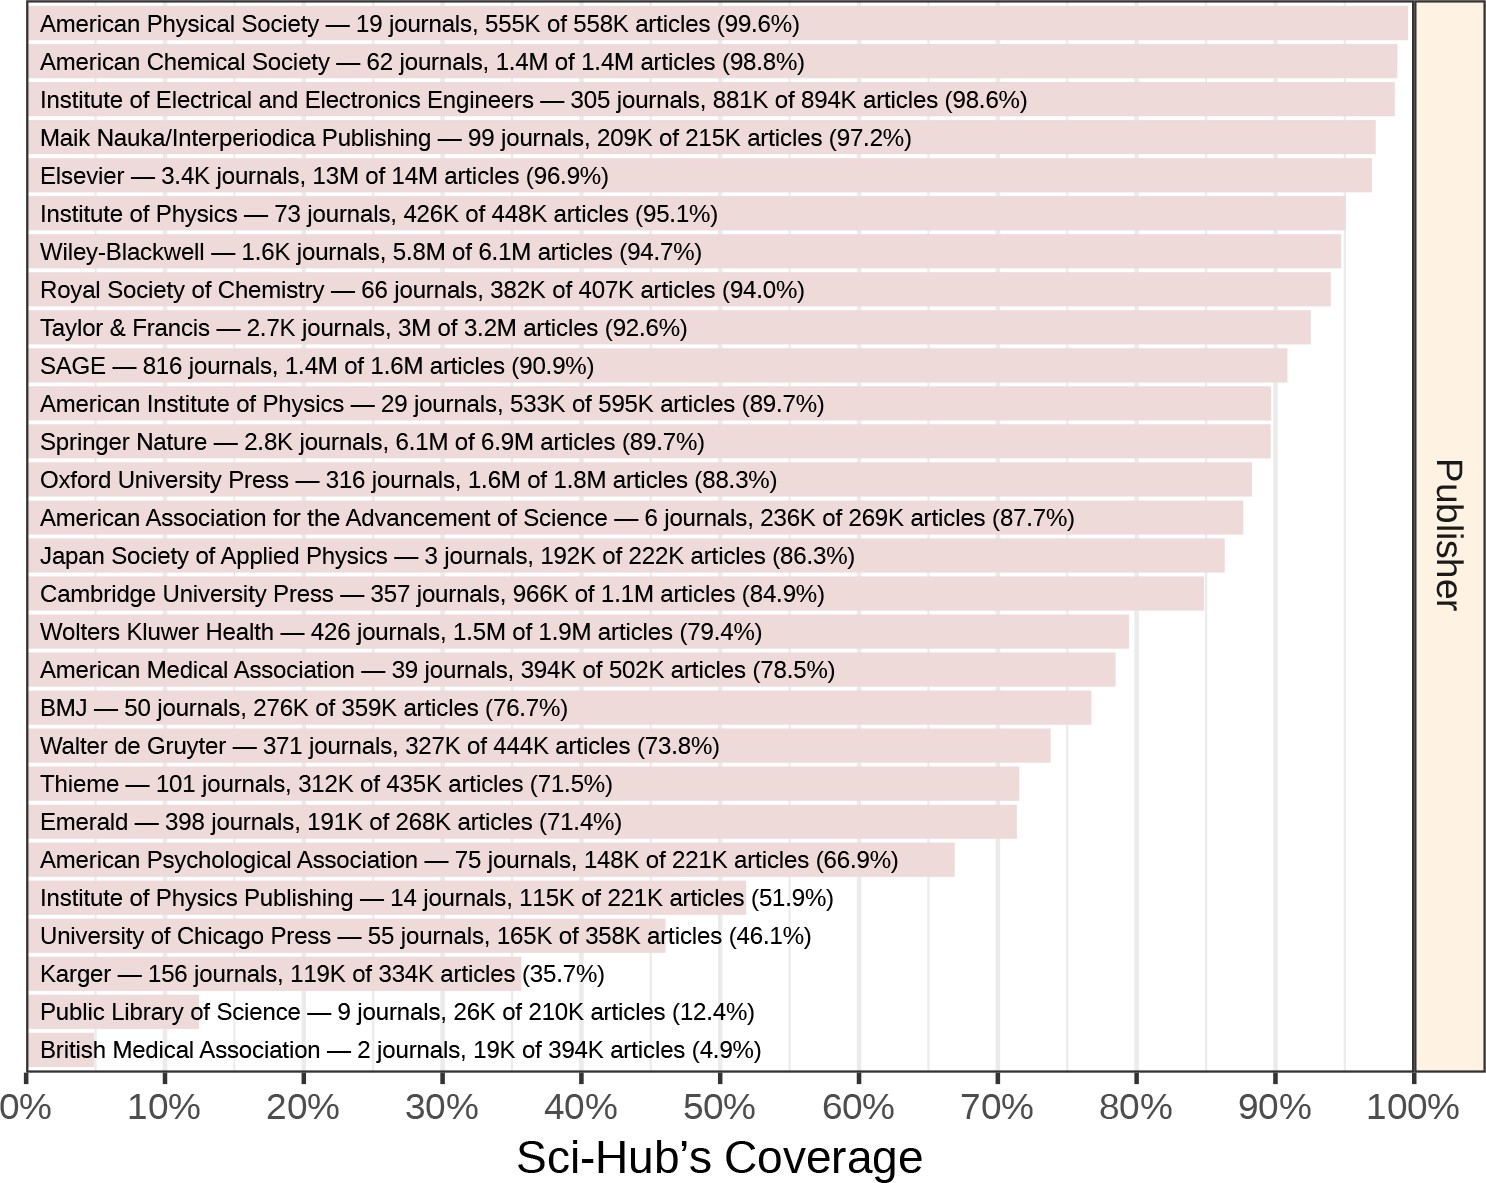 American Physical Society — 19 journals, 555K of 558K articles (99.6%)
American Chemical Society — 62 journals, 1.4M of 1.4M articles (98.8%)
Institute of Electrical and Electronics Engineers — 305 journals, 881K of 894K articles (98.6%)
Maik Nauka/Interperiodica Publishing — 99 journals, 209K of 215K articles (97.2%)
Elsevier — 3.4K journals, 13M of 14M articles (96.9%)
Institute of Physics — 73 journals, 426K of 448K articles (95.1%)
Wiley-Blackwell — 1.6K journals, 5.8M of 6.1M articles (94.7%)
Royal Society of Chemistry — 66 journals, 382K of 407K articles (94.0%)
Taylor & Francis — 2.7K journals, 3M of 3.2M articles (92.6%)
SAGE — 816 journals, 1.4M of 1.6M articles (90.9%)
American Institute of Physics — 29 journals, 533K of 595K articles (89.7%)
Springer Nature — 2.8K journals, 6.1M of 6.9M articles (89.7%)
Oxford University Press — 316 journals, 1.6M of 1.8M articles (88.3%)
American Association for the Advancement of Science — 6 journals, 236K of 269K articles (87.7%)
Japan Society of Applied Physics — 3 journals, 192K of 222K articles (86.3%)
Cambridge University Press — 357 journals, 966K of 1.1M articles (84.9%)
Wolters Kluwer Health — 426 journals, 1.5M of 1.9M articles (79.4%)
American Medical Association — 39 journals, 394K of 502K articles (78.5%)
BMJ — 50 journals, 276K of 359K articles (76.7%)
Walter de Gruyter — 371 journals, 327K of 444K articles (73.8%)
Thieme — 101 journals, 312K of 435K articles (71.5%)
Emerald — 398 journals, 191K of 268K articles (71.4%)
American Psychological Association — 75 journals, 148K of 221K articles (66.9%)
Institute of Physics Publishing — 14 journals, 115K of 221K articles (51.9%)
University of Chicago Press — 55 journals, 165K of 358K articles (46.1%)
Karger — 156 journals, 119K of 334K articles (35.7%)
Public Library of Science — 9 journals, 26K of 210K articles (12.4%)
British Medical Association — 2 journals, 19K of 394K articles (4.9%)
Publisher
0% 10% 20% 30% 40% 50% 60% 70% 80% 90% 100%
Sci-Hub’s Coverage